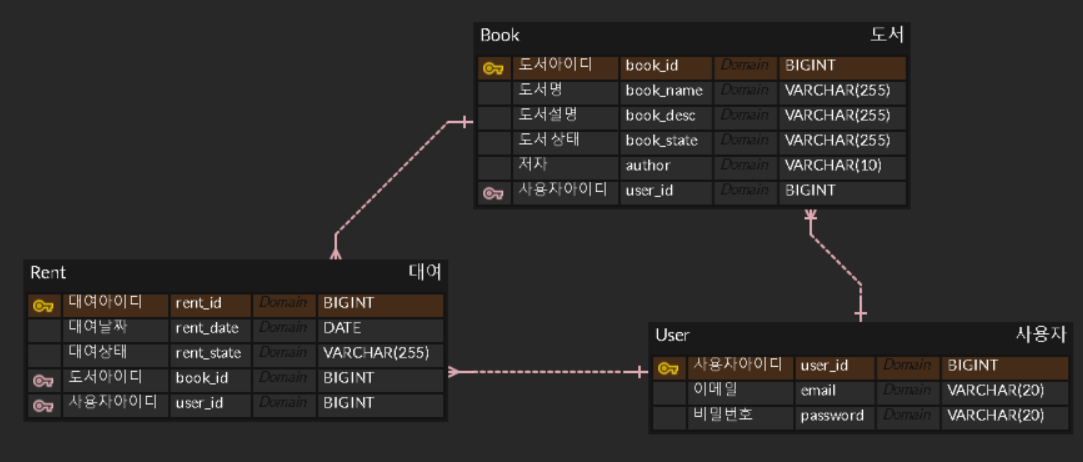 Book 도서
도서아이디 book_id Domain BIGINT
도서명 book_name Domain VARCHAR(255)
도서설명 book_desc Domain VARCHAR(255)
도서상태 book_state Domain VARCHAR(255)
저자 author Domain VARCHAR(10)
사용자아이디 user_id Domain BIGINT
Rent 대여
대여아이디 rent_id Domain BIGINT
대여날짜 rent_date Domain DATE
대여상태 rent_state Domain VARCHAR(255)
도서아이디 book_id Domain BIGINT
사용자아이디 user_id Domain BIGINT
User 사용자
사용자아이디 user_id Domain BIGINT
이메일 email Domain VARCHAR(20)
비밀번호 password Domain VARCHAR(20)